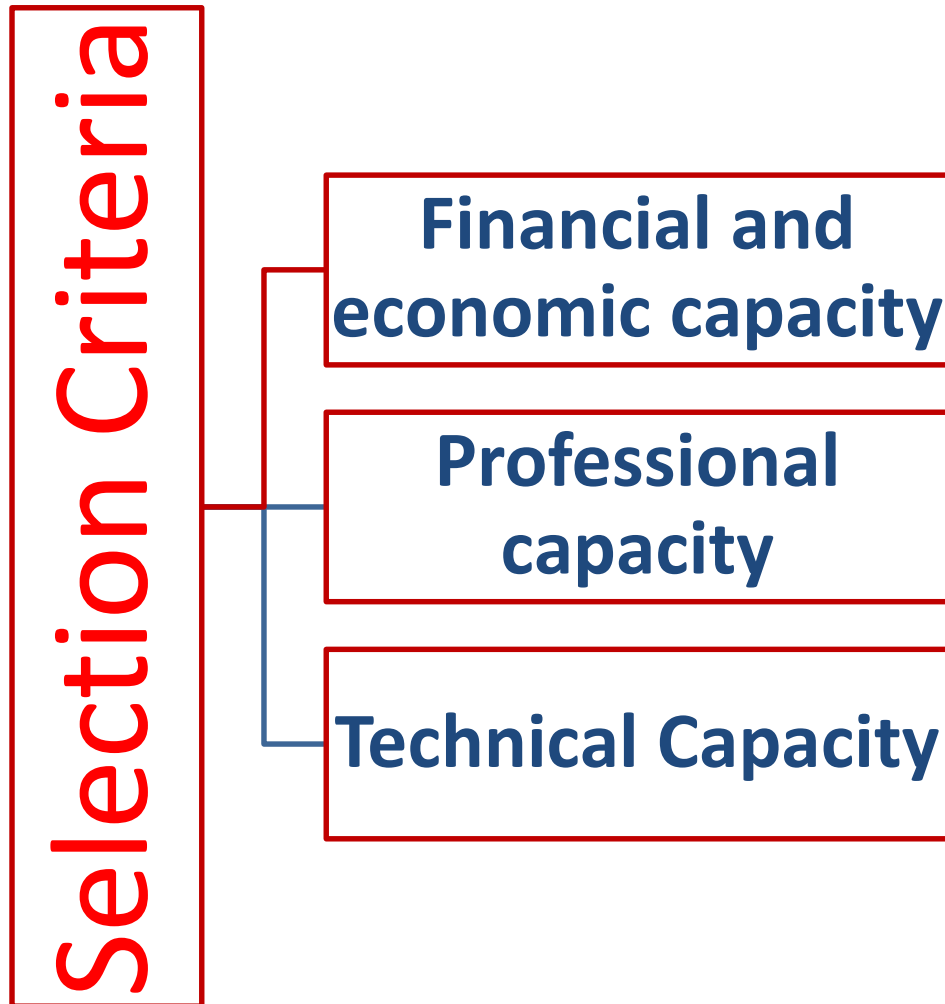 Selection Criteria
Financial and
economic capacity
Professional
capacity
Technical Capacity